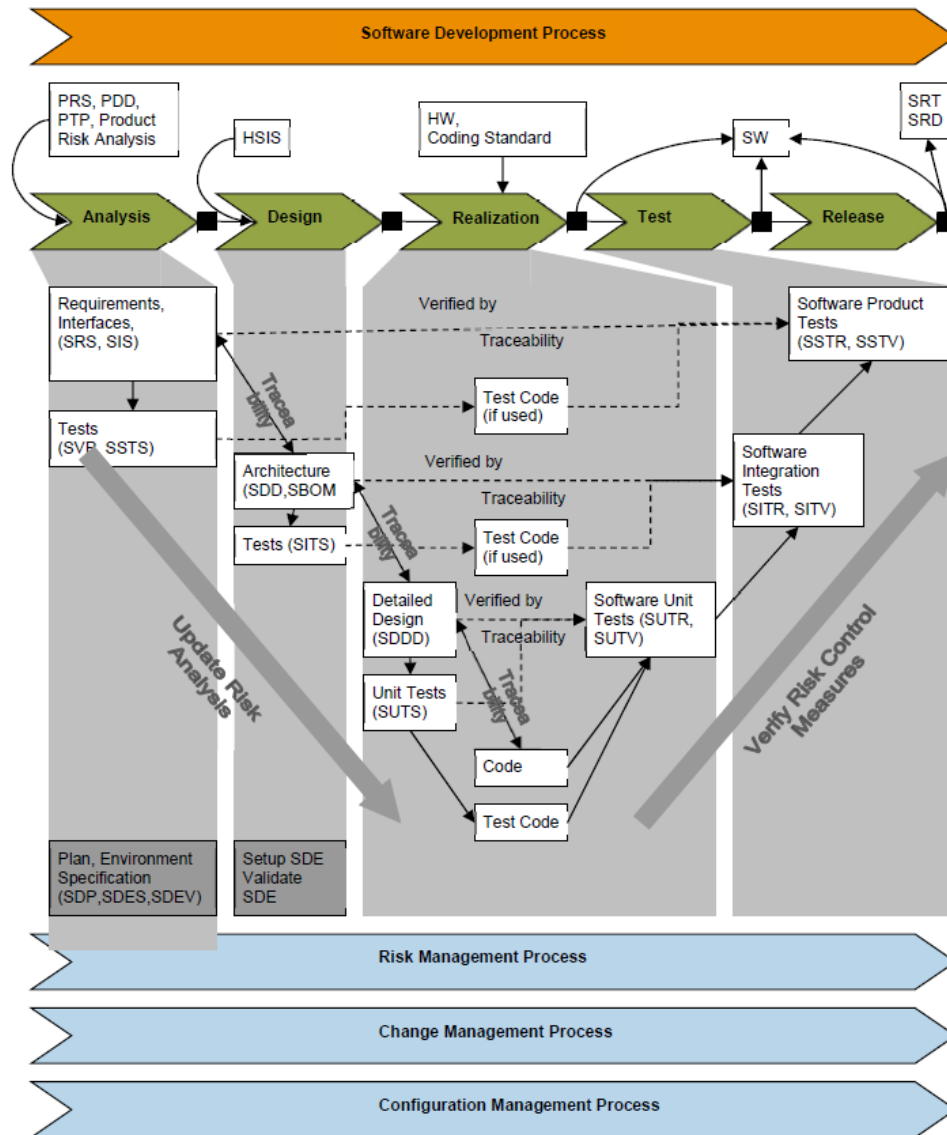 Software Development Process
PRS, PDD,
PTP, Product
Risk Analysis
HSIS
HW,
Coding Standard
SW
SRT
SRD
Analysis
Design
Realization
Test
Release
Requirements,
Interfaces,
(SRS, SIS)
Verified by
Traceability
Software Product
Tests
(SSTR, SSTV)
Tracea
bility
Test Code
(if used)
Tests
(SVP, SSTS)
Architecture
(SDD,SBOM
Verified by
Traceability
Software
Integration
Tests
(SITR, SITV)
Tests (SITS)
Tracea
bility
Test Code
(if used)
Detailed
Design
(SDDD)
Verified by
Traceability
Software Unit
Tests (SUTR,
SUTV)
Unit Tests
(SUTS)
Tracea
bility
Code
Test Code
Update Risk
Analysis
Verify Risk Control
Measures
Plan, Environment
Specification
(SDP,SDES,SDEV)
Setup SDE
Validate
SDE
Risk Management Process
Change Management Process
Configuration Management Process